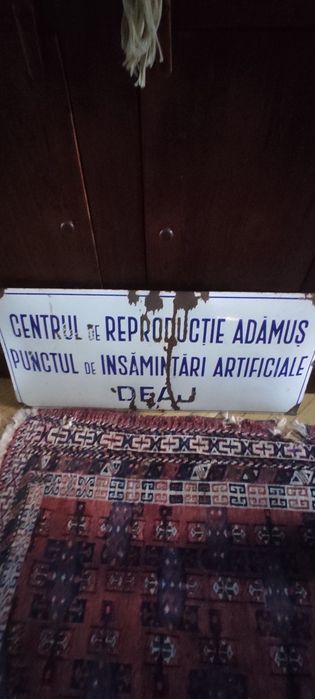 CENTRUL DE REPRODUCȚIE ADĂMUȘ
PUNCTUL DE INSĂMINȚĂRI ARTIFICIALE
DEAJ